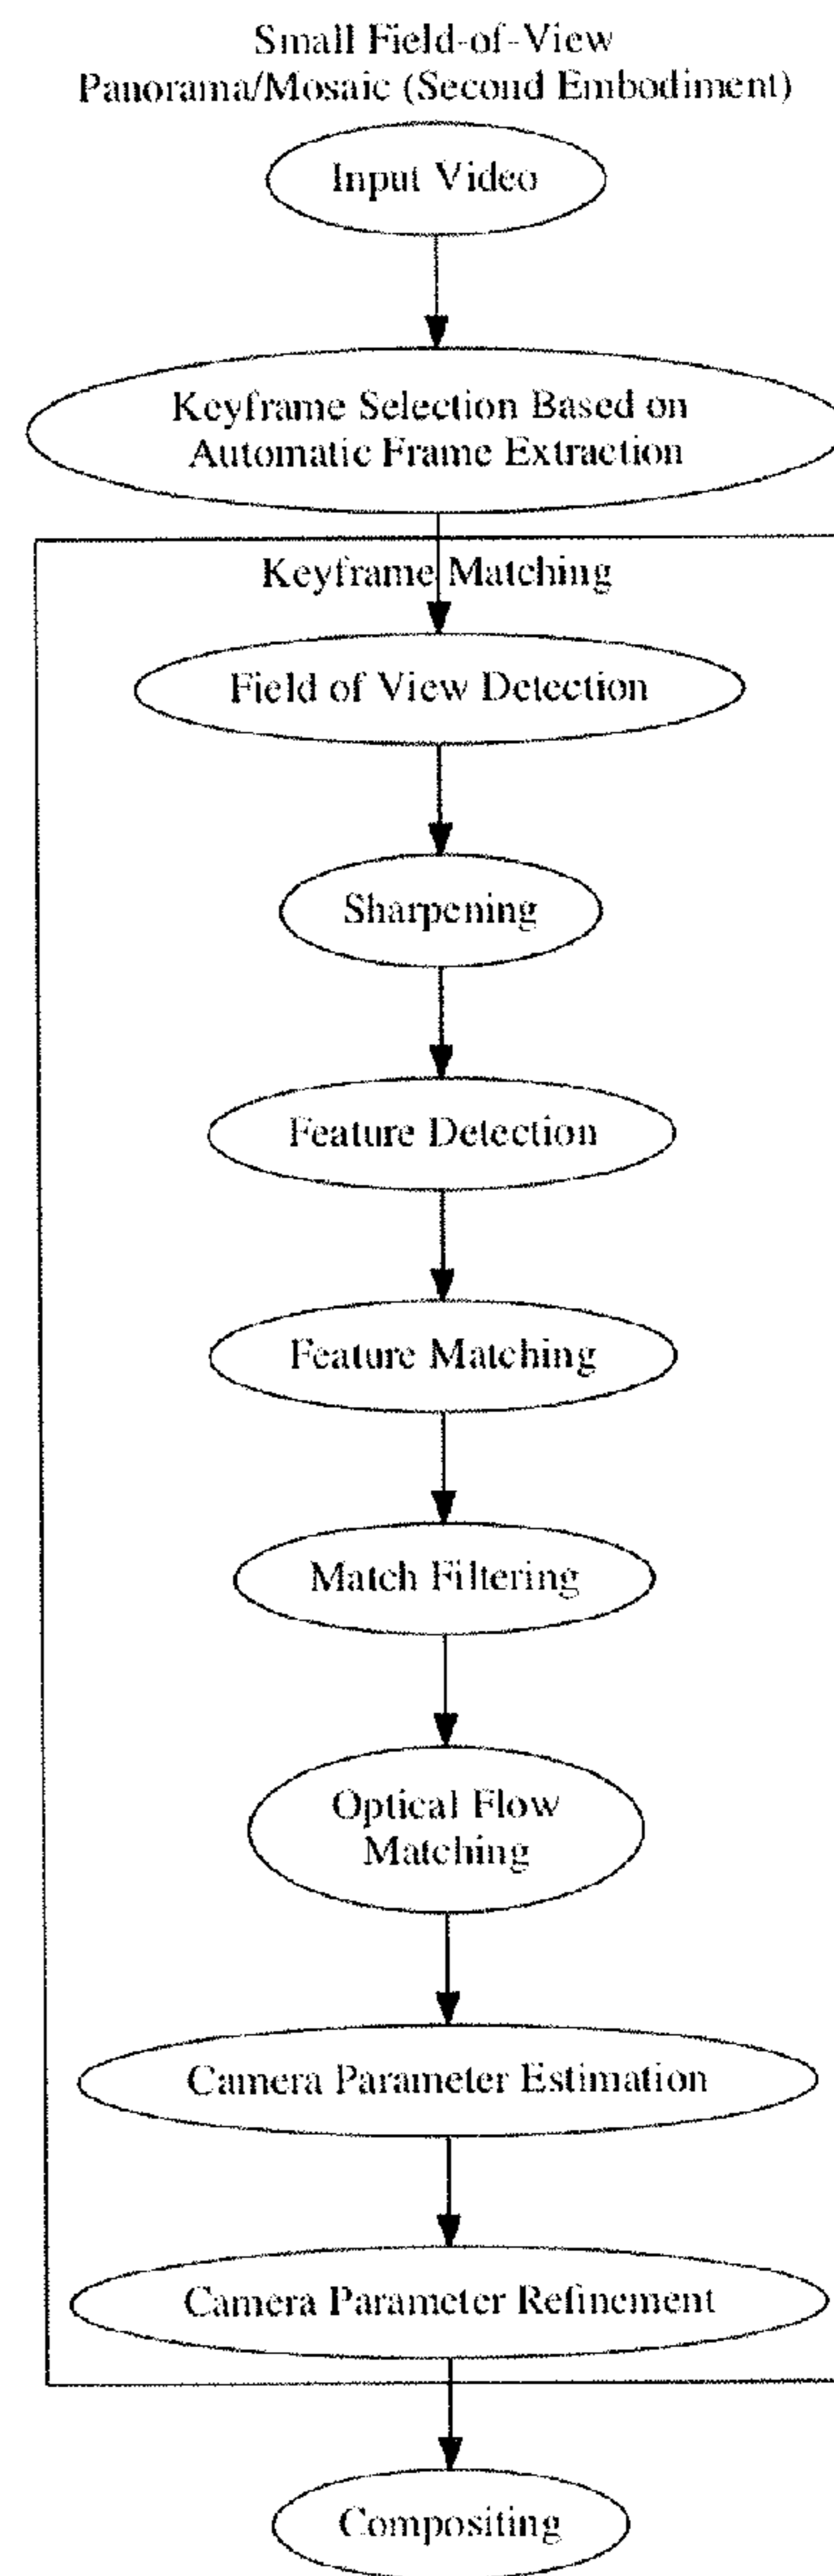 Small Field-of-View
Panorama/Mosaic (Second Embodiment)
Input Video
Keyframe Selection Based on
Automatic Frame Extraction
Keyframe Matching
Field of View Detection
Sharpening
Feature Detection
Feature Matching
Match Filtering
Optical Flow
Matching
Camera Parameter Estimation
Camera Parameter Refinement
Compositing